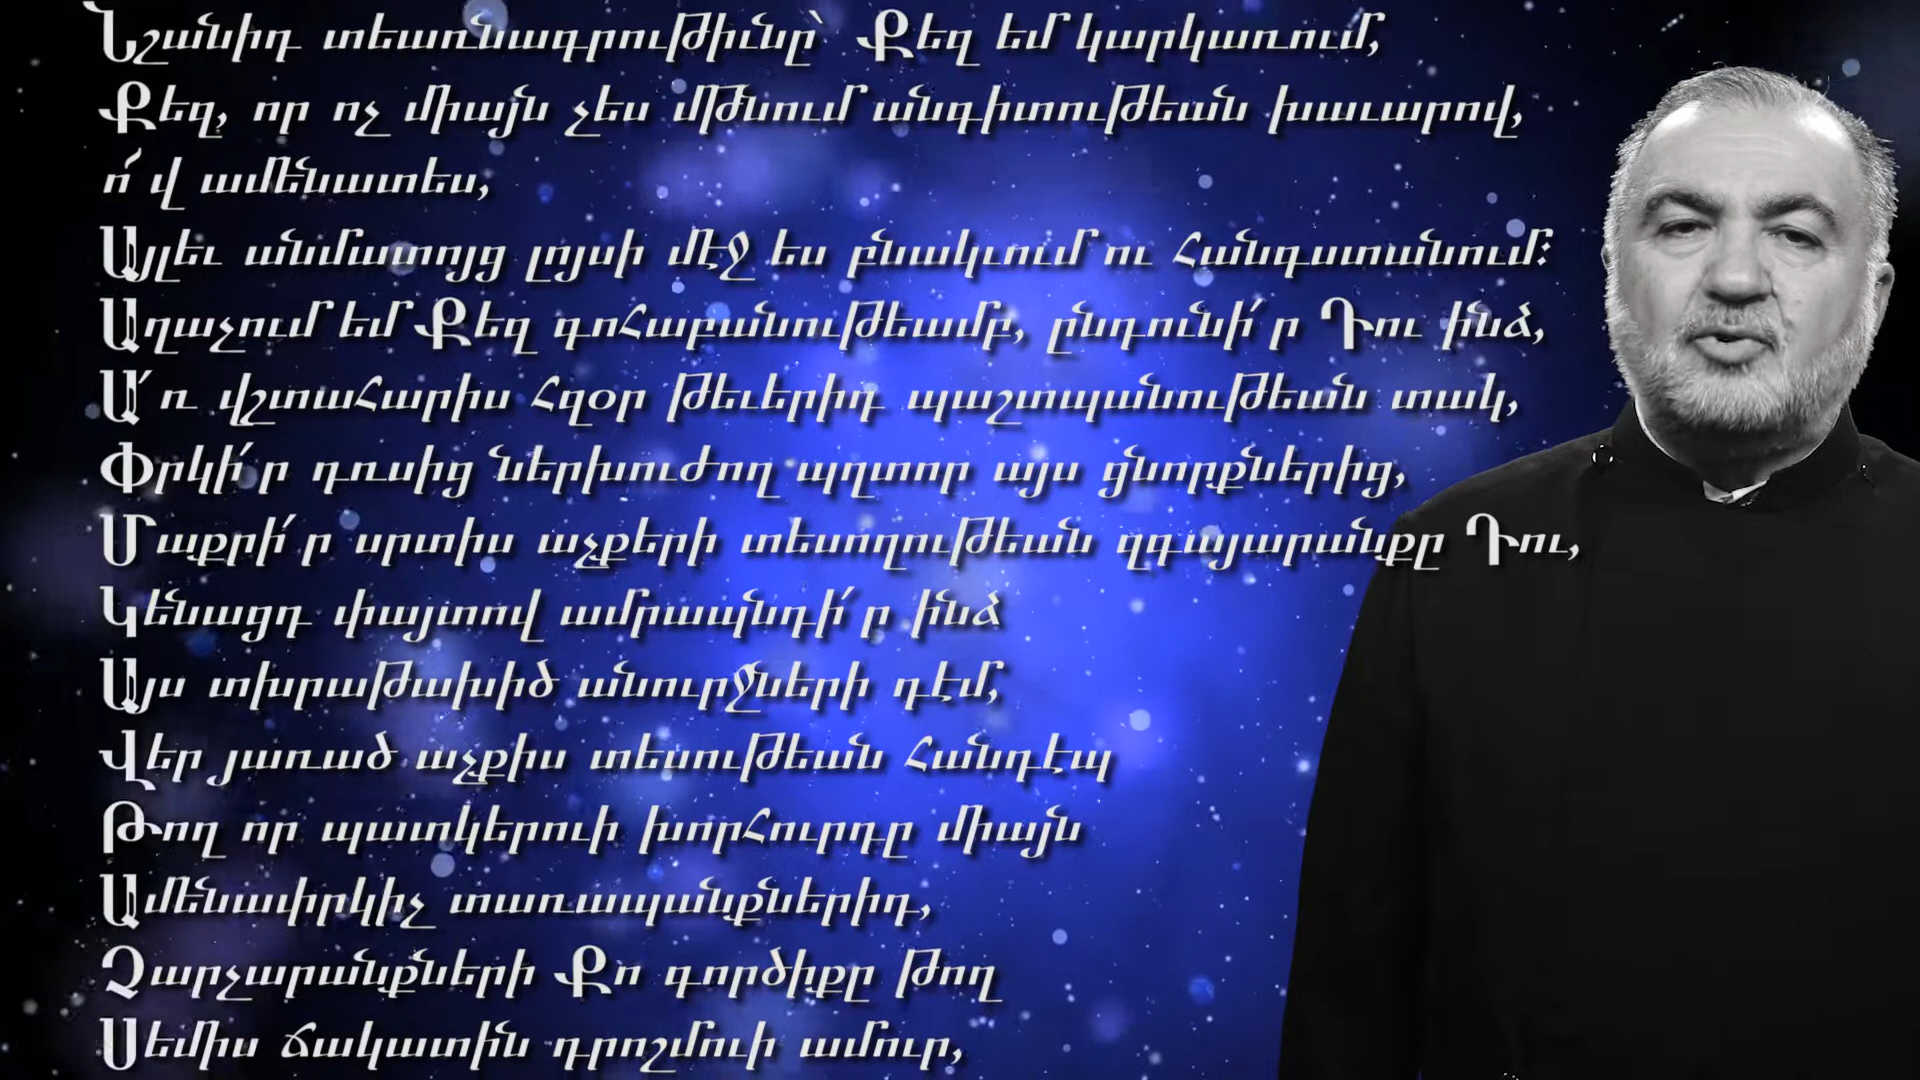 Նշանիդ տեառնագրութիւնը՝ Քեզ եմ կարկառում,
Քեզ, որ ոչ միայն չես մթնում անգիտութեան խաւարով,
ո՜վ ամենատես,
Այլեւ անմատոյց լոյսի մէջ ես բնակւում ու հանգստանում:
Աղաչում եմ Քեզ գոհաբանութեամբ, ընդունի՛ր Դու ինձ,
Ա՛ռ վշտահարիս հզօր թեւերիդ պաշտպանութեան տակ,
Փրկի՛ր դռսից ներխուժող պղտոր այս ցնորքներից,
Մաքրի՛ր սրտիս աչքերի տեսողութեան զգայարանքը Դու,
Կենացդ փայտով ամրապնդի՛ր ինձ
Այս տխրաթախիծ անուրջների դէմ,
Վեր յառած աչքիս տեսութեան հանդէպ
Թող որ պատկերուի խորհուրդը միայն
Ամենափրկիչ տառապանքներիդ,
Չարչարանքների Քո գործիքը թող
Սեմիս ճակատին դրոշմուի ամուր,